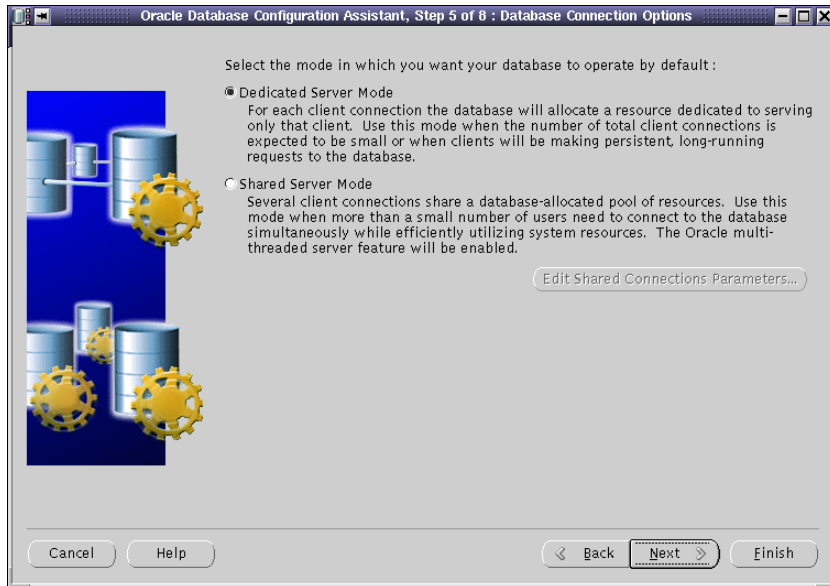 Oracle Database Configuration Assistant, Step 5 of 8 : Database Connection Options
Select the mode in which you want your database to operate by default :
Dedicated Server Mode
For each client connection the database will allocate a resource dedicated to serving
only that client. Use this mode when the number of total client connections is
expected to be small or when clients will be making persistent, long-running
requests to the database.
Shared Server Mode
Several client connections share a database-allocated pool of resources. Use this
mode when more than a small number of users need to connect to the database
simultaneously while efficiently utilizing system resources. The Oracle multi-
threaded server feature will be enabled.
Edit Shared Connections Parameters...
Cancel Help Back Next Finish